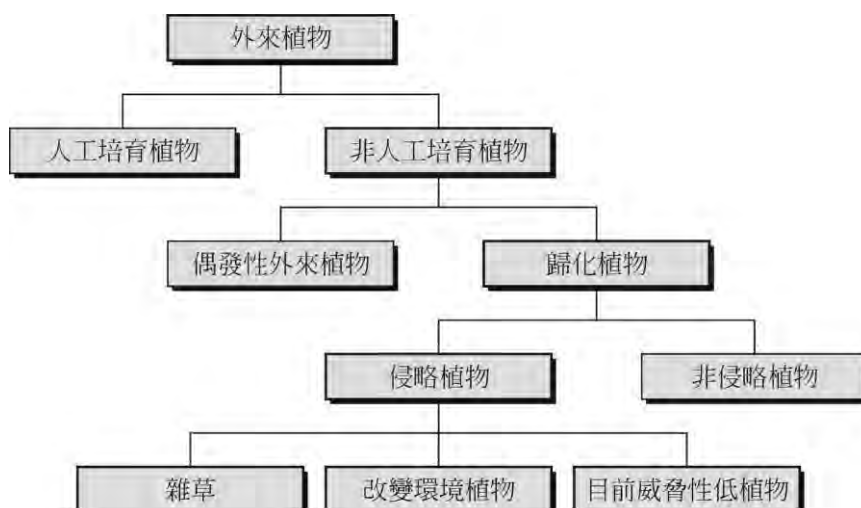 外來植物
人工培育植物
非人工培育植物
偶發性外來植物
歸化植物
侵略植物
非侵略植物
雜草
改變環境植物
目前威脅性低植物